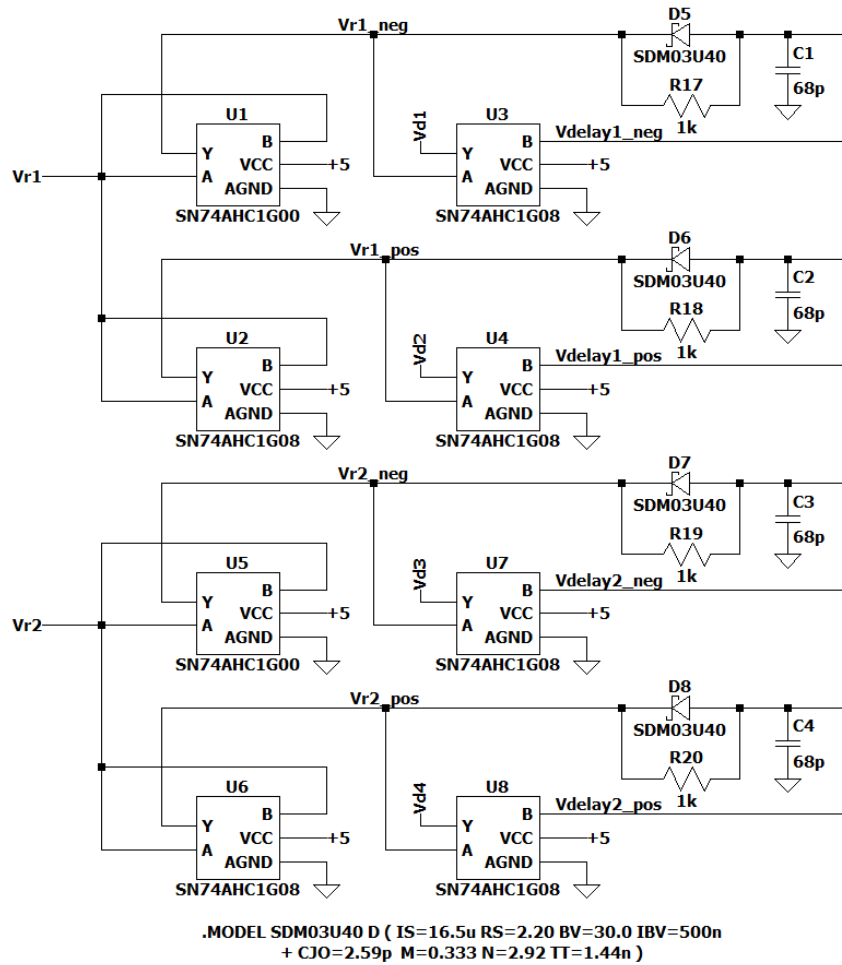 Vr1_neg
D5
SDM03U40
C1
68p
R17
1k
U1
Vd1
U3
Vdelay1_neg
B
B
Y
VCC
+5
Y
VCC
+5
Vr1
A
AGND
A
AGND
SN74AHC1G00
SN74AHC1G08
Vr1_pos
D6
SDM03U40
C2
68p
R18
1k
U2
Vd2
U4
Vdelay1_pos
B
B
Y
VCC
+5
Y
VCC
+5
A
AGND
A
AGND
SN74AHC1G08
SN74AHC1G08
Vr2_neg
D7
SDM03U40
C3
68p
R19
1k
U5
Vd3
U7
Vdelay2_neg
B
B
Y
VCC
+5
Y
VCC
+5
Vr2
A
AGND
A
AGND
SN74AHC1G00
SN74AHC1G08
Vr2_pos
D8
SDM03U40
C4
68p
R20
1k
U6
Vd4
U8
Vdelay2_pos
B
B
Y
VCC
+5
Y
VCC
+5
A
AGND
A
AGND
SN74AHC1G08
SN74AHC1G08
.MODEL SDM03U40 D ( IS=16.5u RS=2.20 BV=30.0 IBV=500n
+ CJO=2.59p M=0.333 N=2.92 TT=1.44n )